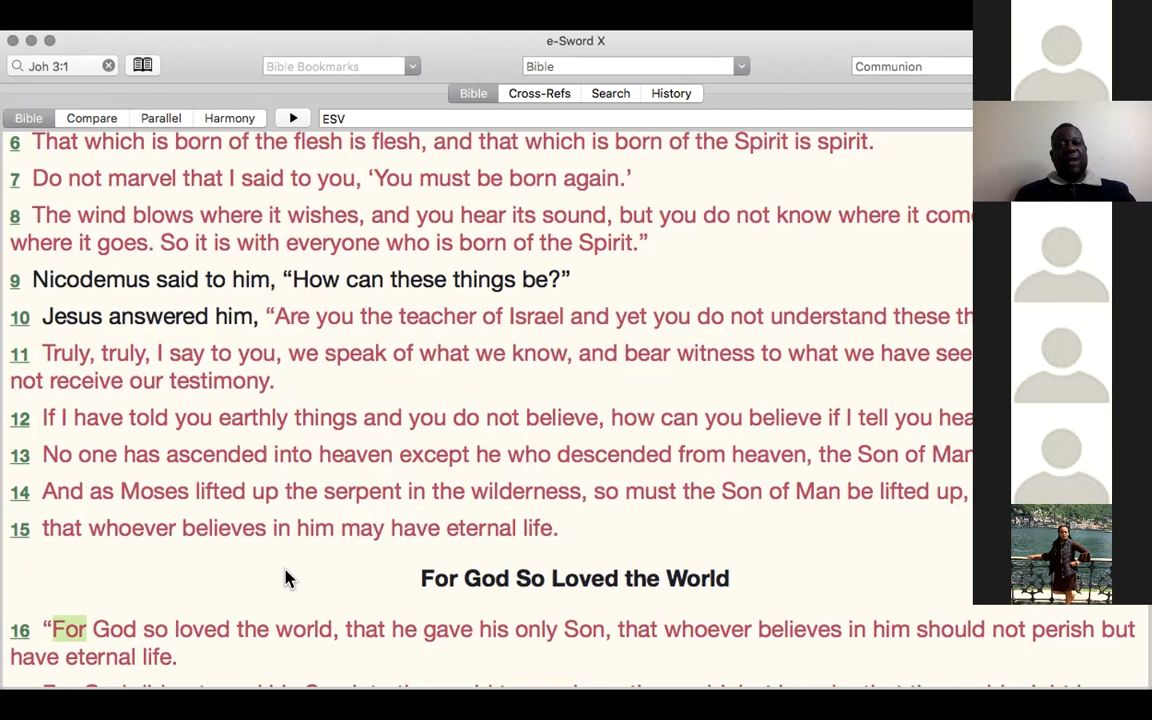 e-Sword X
Joh 3:1
Bible Bookmarks
Bible
Communion
Bible Cross-Refs Search History
Bible Compare Parallel Harmony
ESV
6 That which is born of the flesh is flesh, and that which is born of the Spirit is spirit.
7 Do not marvel that I said to you, ‘You must be born again.’
8 The wind blows where it wishes, and you hear its sound, but you do not know where it com
where it goes. So it is with everyone who is born of the Spirit.”
9 Nicodemus said to him, “How can these things be?”
10 Jesus answered him, “Are you the teacher of Israel and yet you do not understand these th
11 Truly, truly, I say to you, we speak of what we know, and bear witness to what we have see
not receive our testimony.
12 If I have told you earthly things and you do not believe, how can you believe if I tell you hea
13 No one has ascended into heaven except he who descended from heaven, the Son of Man
14 And as Moses lifted up the serpent in the wilderness, so must the Son of Man be lifted up,
15 that whoever believes in him may have eternal life.
For God So Loved the World
16 “For God so loved the world, that he gave his only Son, that whoever believes in him should not perish but
have eternal life.